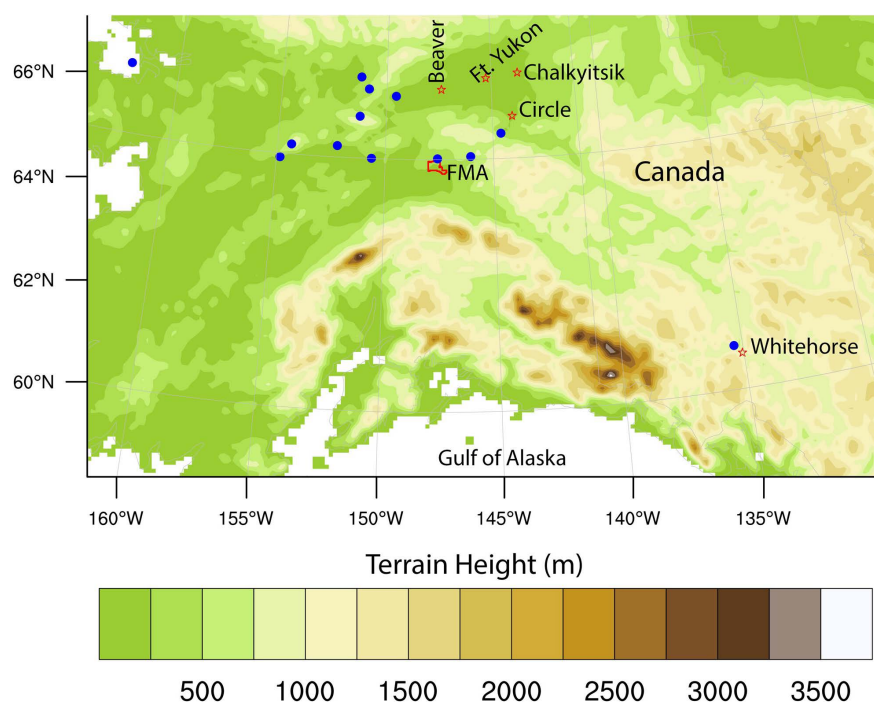 66°N
64°N
62°N
60°N
Beaver
Ft. Yukon
Chalkyitsik
Circle
FMA
Canada
Whitehorse
Gulf of Alaska
160°W 155°W 150°W 145°W 140°W 135°W
Terrain Height (m)
500 1000 1500 2000 2500 3000 3500